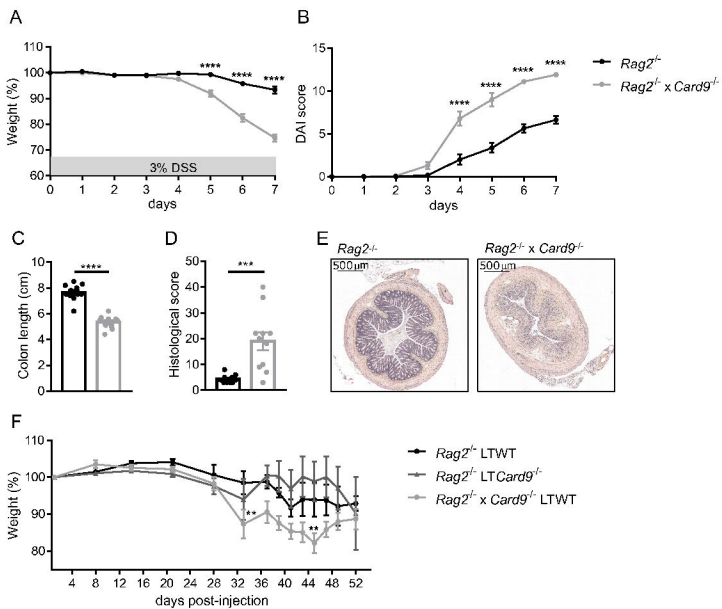 A
Weight (%)
110
100
90
80
70
60
****
****
****
3% DSS
0 1 2 3 4 5 6 7
days
B
DAI score
15
10
5
0
****
****
****
****
0 1 2 3 4 5 6 7
days
Rag2-/-
Rag2-/- x Card9-/-
C
Colon length (cm)
10
8
6
4
2
0
****
D
Histological score
50
40
30
20
10
0
***
E
Rag2-/-
500µm
Rag2-/- x Card9-/-
500µm
F
Weight (%)
110
100
90
80
**
**
4 8 12 16 20 24 28 32 36 40 44 48 52
days post-injection
Rag2-/- LTWT
Rag2-/- LTCard9-/-
Rag2-/- x Card9-/- LTWT